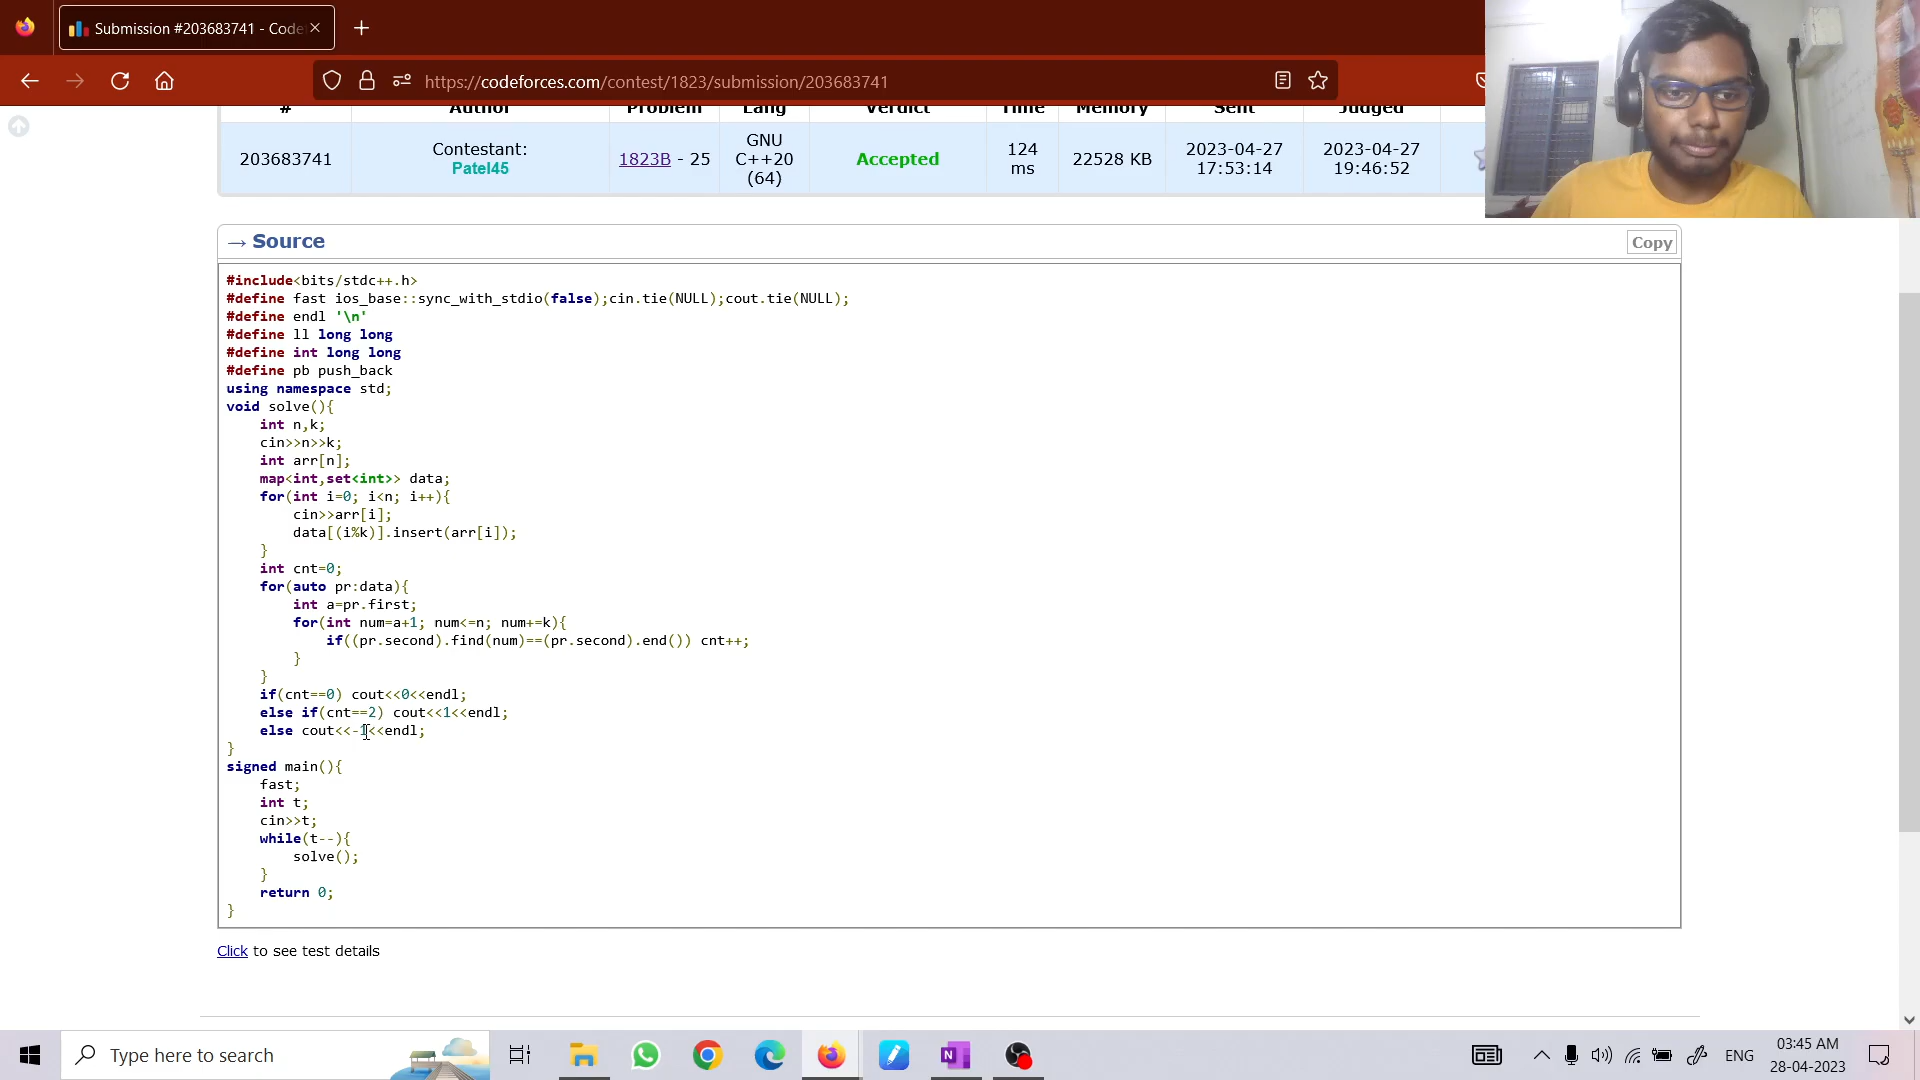 Submission #203683741 - Code
https://codeforces.com/contest/1823/submission/203683741
# Author Problem Lang Verdict Time Memory Sent Judged
203683741 Contestant: Patel45 1823B - 25 GNU C++20 (64) Accepted 124 ms 22528 KB 2023-04-27 17:53:14 2023-04-27 19:46:52
→ Source
Copy
#include<bits/stdc++.h>
#define fast ios_base::sync_with_stdio(false);cin.tie(NULL);cout.tie(NULL);
#define endl '\n'
#define ll long long
#define int long long
#define pb push_back
using namespace std;
void solve(){
    int n,k;
    cin>>n>>k;
    int arr[n];
    map<int,set<int>> data;
    for(int i=0; i<n; i++){
        cin>>arr[i];
        data[(i%k)].insert(arr[i]);
    }
    int cnt=0;
    for(auto pr:data){
        int a=pr.first;
        for(int num=a+1; num<=n; num+=k){
            if((pr.second).find(num)==(pr.second).end()) cnt++;
        }
    }
    if(cnt==0) cout<<0<<endl;
    else if(cnt==2) cout<<1<<endl;
    else cout<<-1<<endl;
}
signed main(){
    fast;
    int t;
    cin>>t;
    while(t--){
        solve();
    }
    return 0;
}
Click to see test details
Type here to search
N
ENG
03:45 AM
28-04-2023